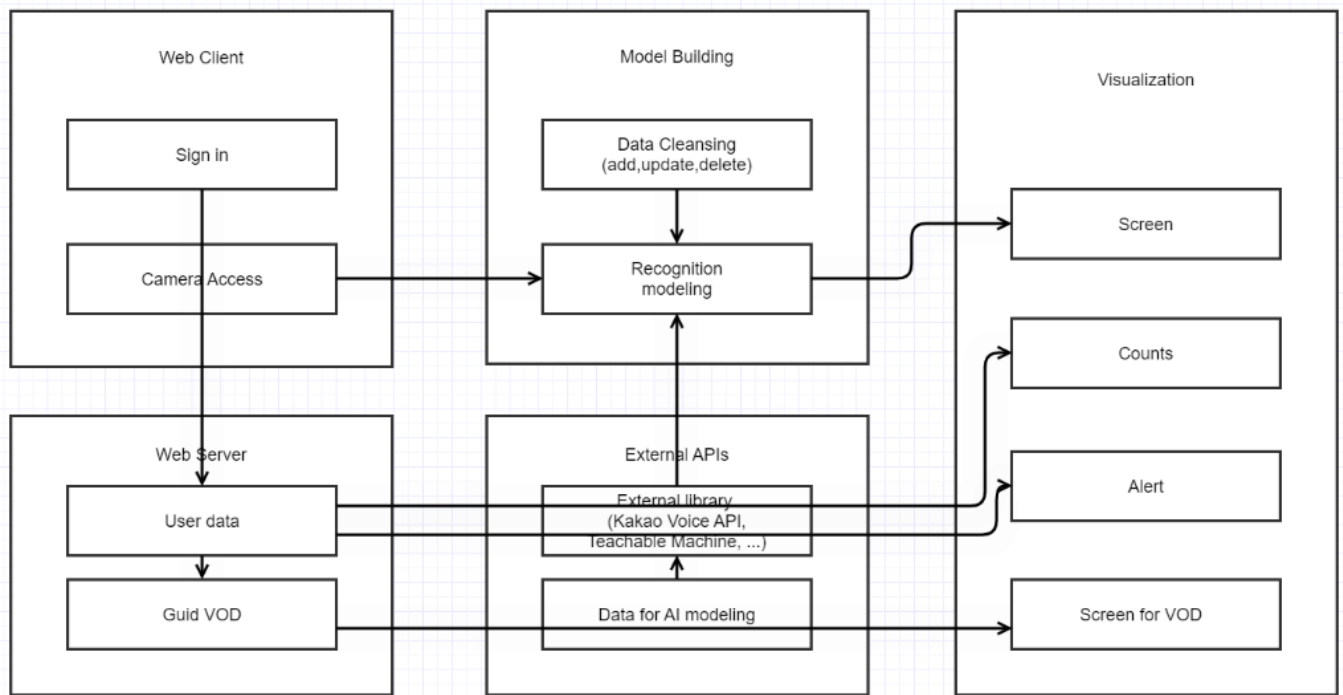 Web Client
Sign in
Camera Access
Web Server
User data
Guid VOD
Model Building
Data Cleansing
(add,update,delete)
Recognition
modeling
External APIs
External library
(Kakao Voice API,
Teachable Machine, ...)
Data for AI modeling
Visualization
Screen
Counts
Alert
Screen for VOD